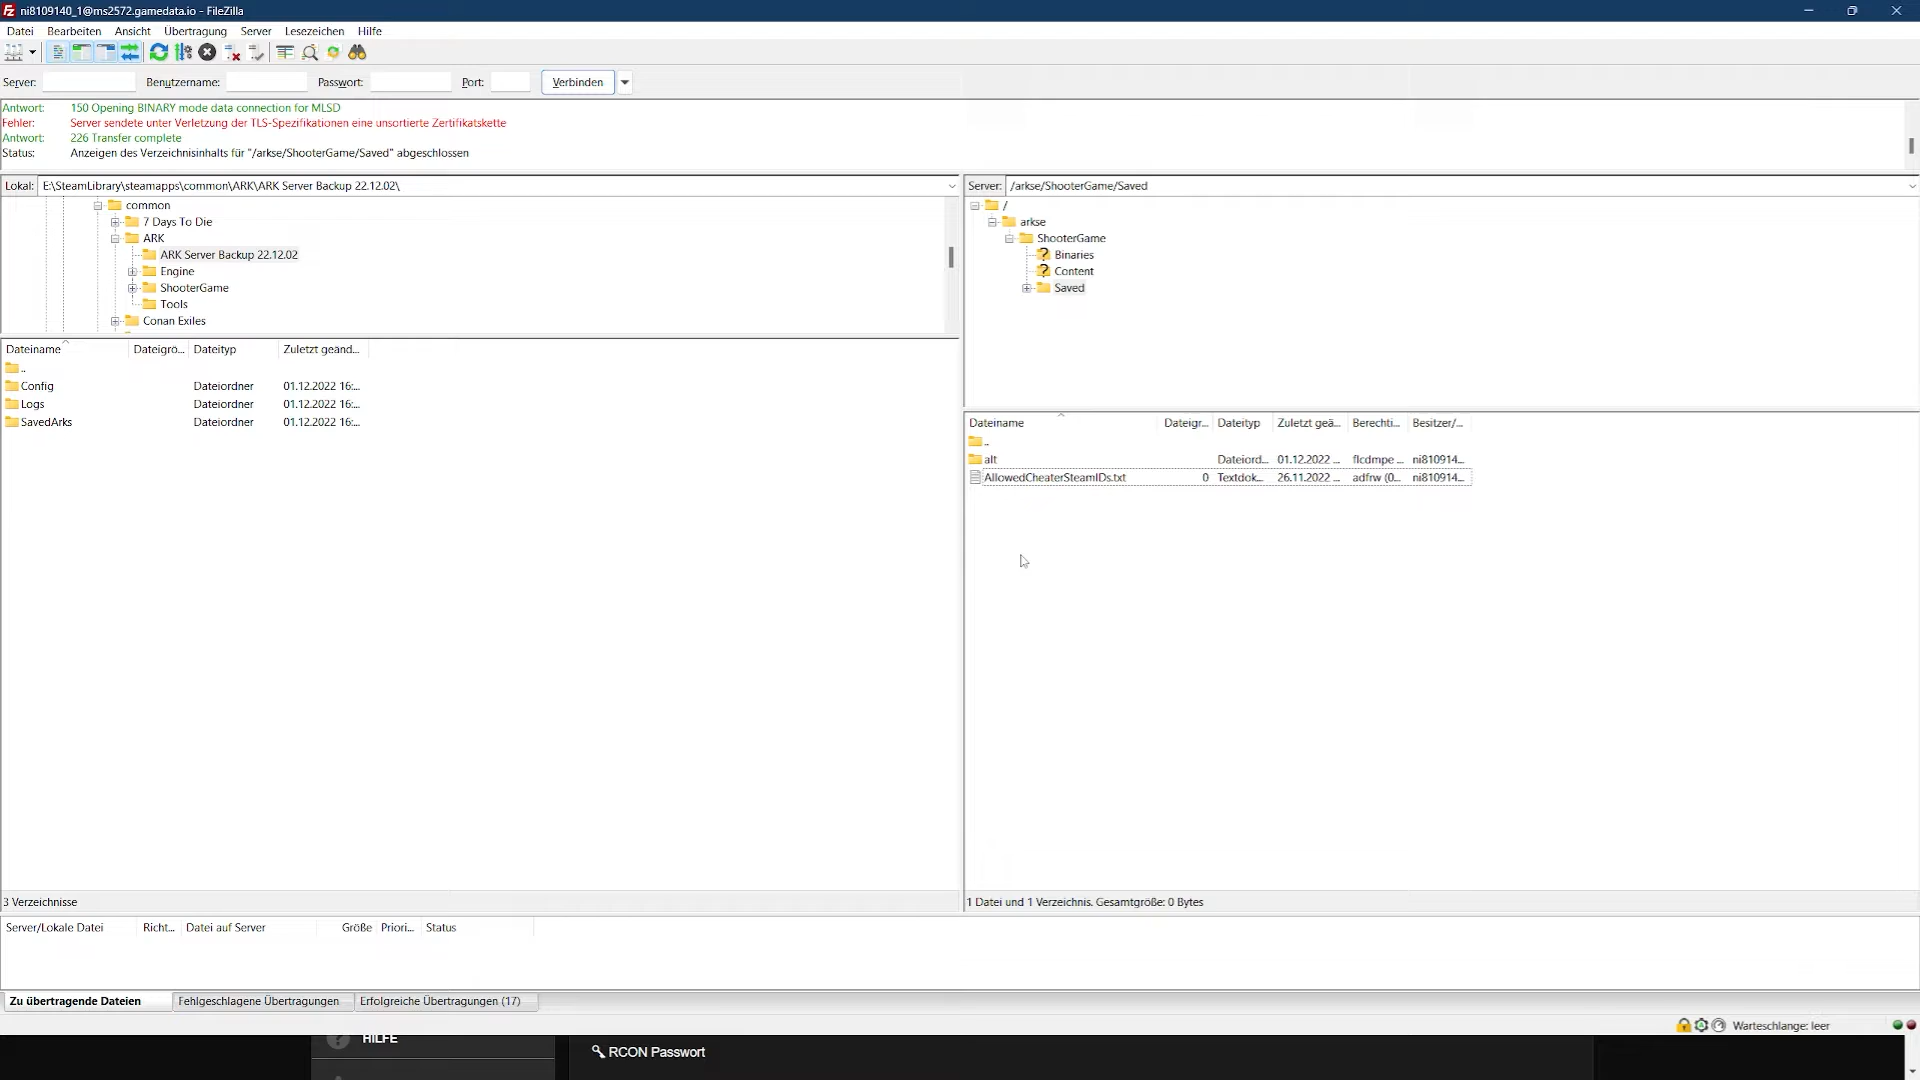 ni8109140_1@ms2572.gamedata.io - FileZilla
Datei Bearbeiten Ansicht Übertragung Server Lesezeichen Hilfe
Server: Benutzername: Passwort: Port: Verbinden
Antwort: 150 Opening BINARY mode data connection for MLSD
Fehler: Server sendete unter Verletzung der TLS-Spezifikationen eine unsortierte Zertifikatskette
Antwort: 226 Transfer complete
Status: Anzeigen des Verzeichnisinhalts für "/arkse/ShooterGame/Saved" abgeschlossen
Lokal: E:\SteamLibrary\steamapps\common\ARK\ARK Server Backup 22.12.02\
common
7 Days To Die
ARK
ARK Server Backup 22.12.02
Engine
ShooterGame
Tools
Conan Exiles
Dateiname Dateigrö... Dateityp Zuletzt geänd...
..
Config Dateiordner 01.12.2022 16:...
Logs Dateiordner 01.12.2022 16:...
SavedArks Dateiordner 01.12.2022 16:...
3 Verzeichnisse
Server: /arkse/ShooterGame/Saved
/
arkse
ShooterGame
Binaries
Content
Saved
Dateiname Dateigr... Dateityp Zuletzt geä... Berechti... Besitzer/...
..
alt Dateiord... 01.12.2022 ... flcdmpe ... ni810914...
AllowedCheaterSteamIDs.txt 0 Textdok... 26.11.2022 ... adfrw (0... ni810914...
1 Datei und 1 Verzeichnis. Gesamtgröße: 0 Bytes
Server/Lokale Datei Richt... Datei auf Server Größe Priori... Status
Zu übertragende Dateien Fehlgeschlagene Übertragungen Erfolgreiche Übertragungen (17)
Warteschlange: leer
HILFE
RCON Passwort